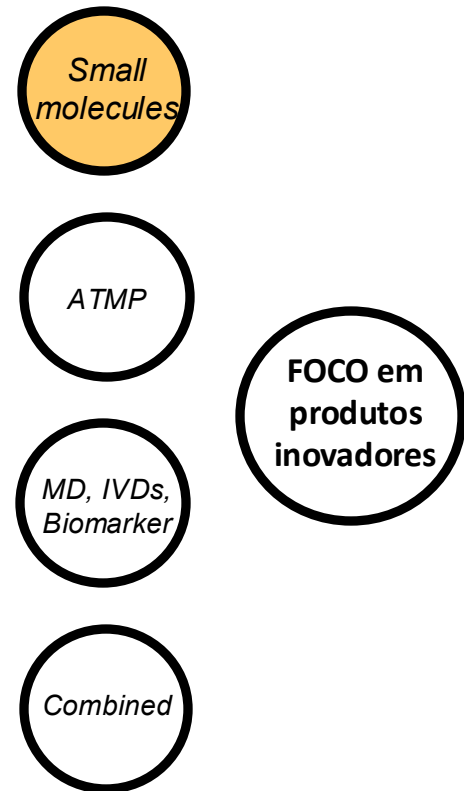 Small
molecules
ATMP
FOCO em
produtos
inovadores
MD, IVDs,
Biomarker
Combined